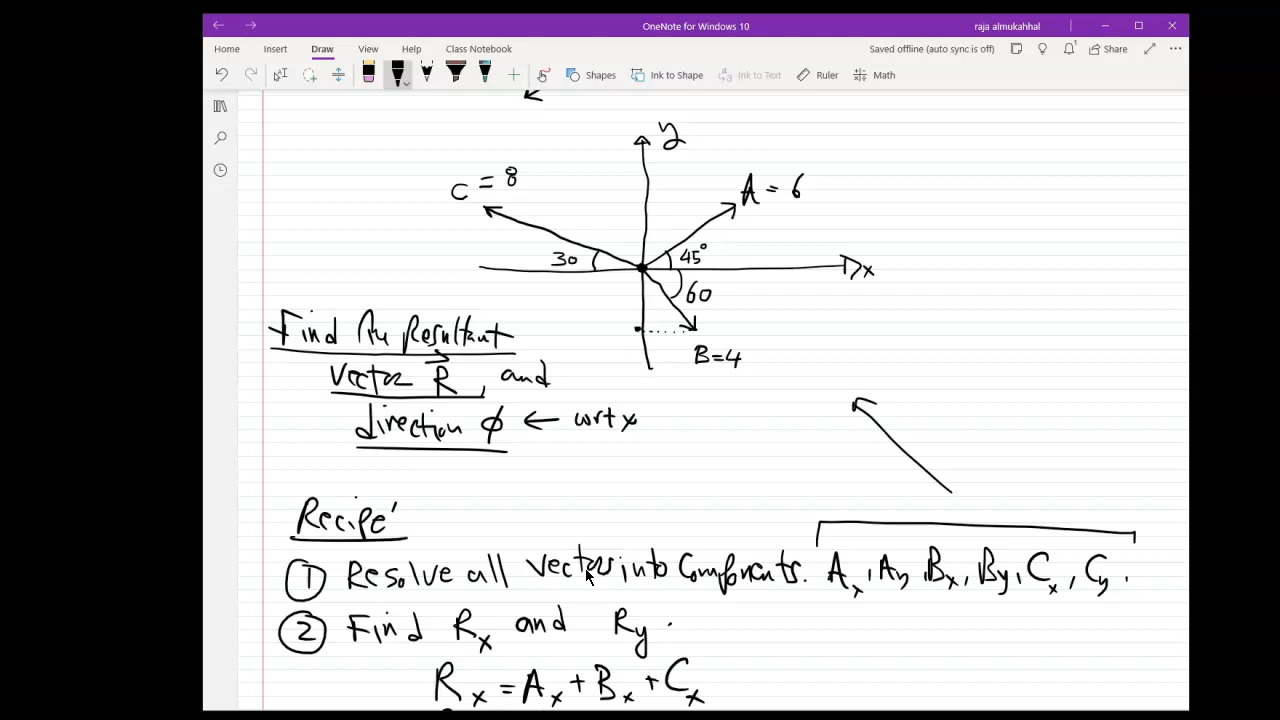 OneNote for Windows 10
raja almukahhal
Home Insert Draw View Help Class Notebook
Saved offline (auto sync is off)
Share
Shapes Ink to Shape Ink to Text Ruler Math
y
C = 8
A = 6
30
45°
x
60
B=4
Find the Resultant
Vector R, and
direction ϕ ← wrt x
Recipe'
① Resolve all Vectors into Components. Ax, Ay, Bx, By, Cx, Cy.
② Find Rx and Ry.
Rx = Ax + Bx + Cx